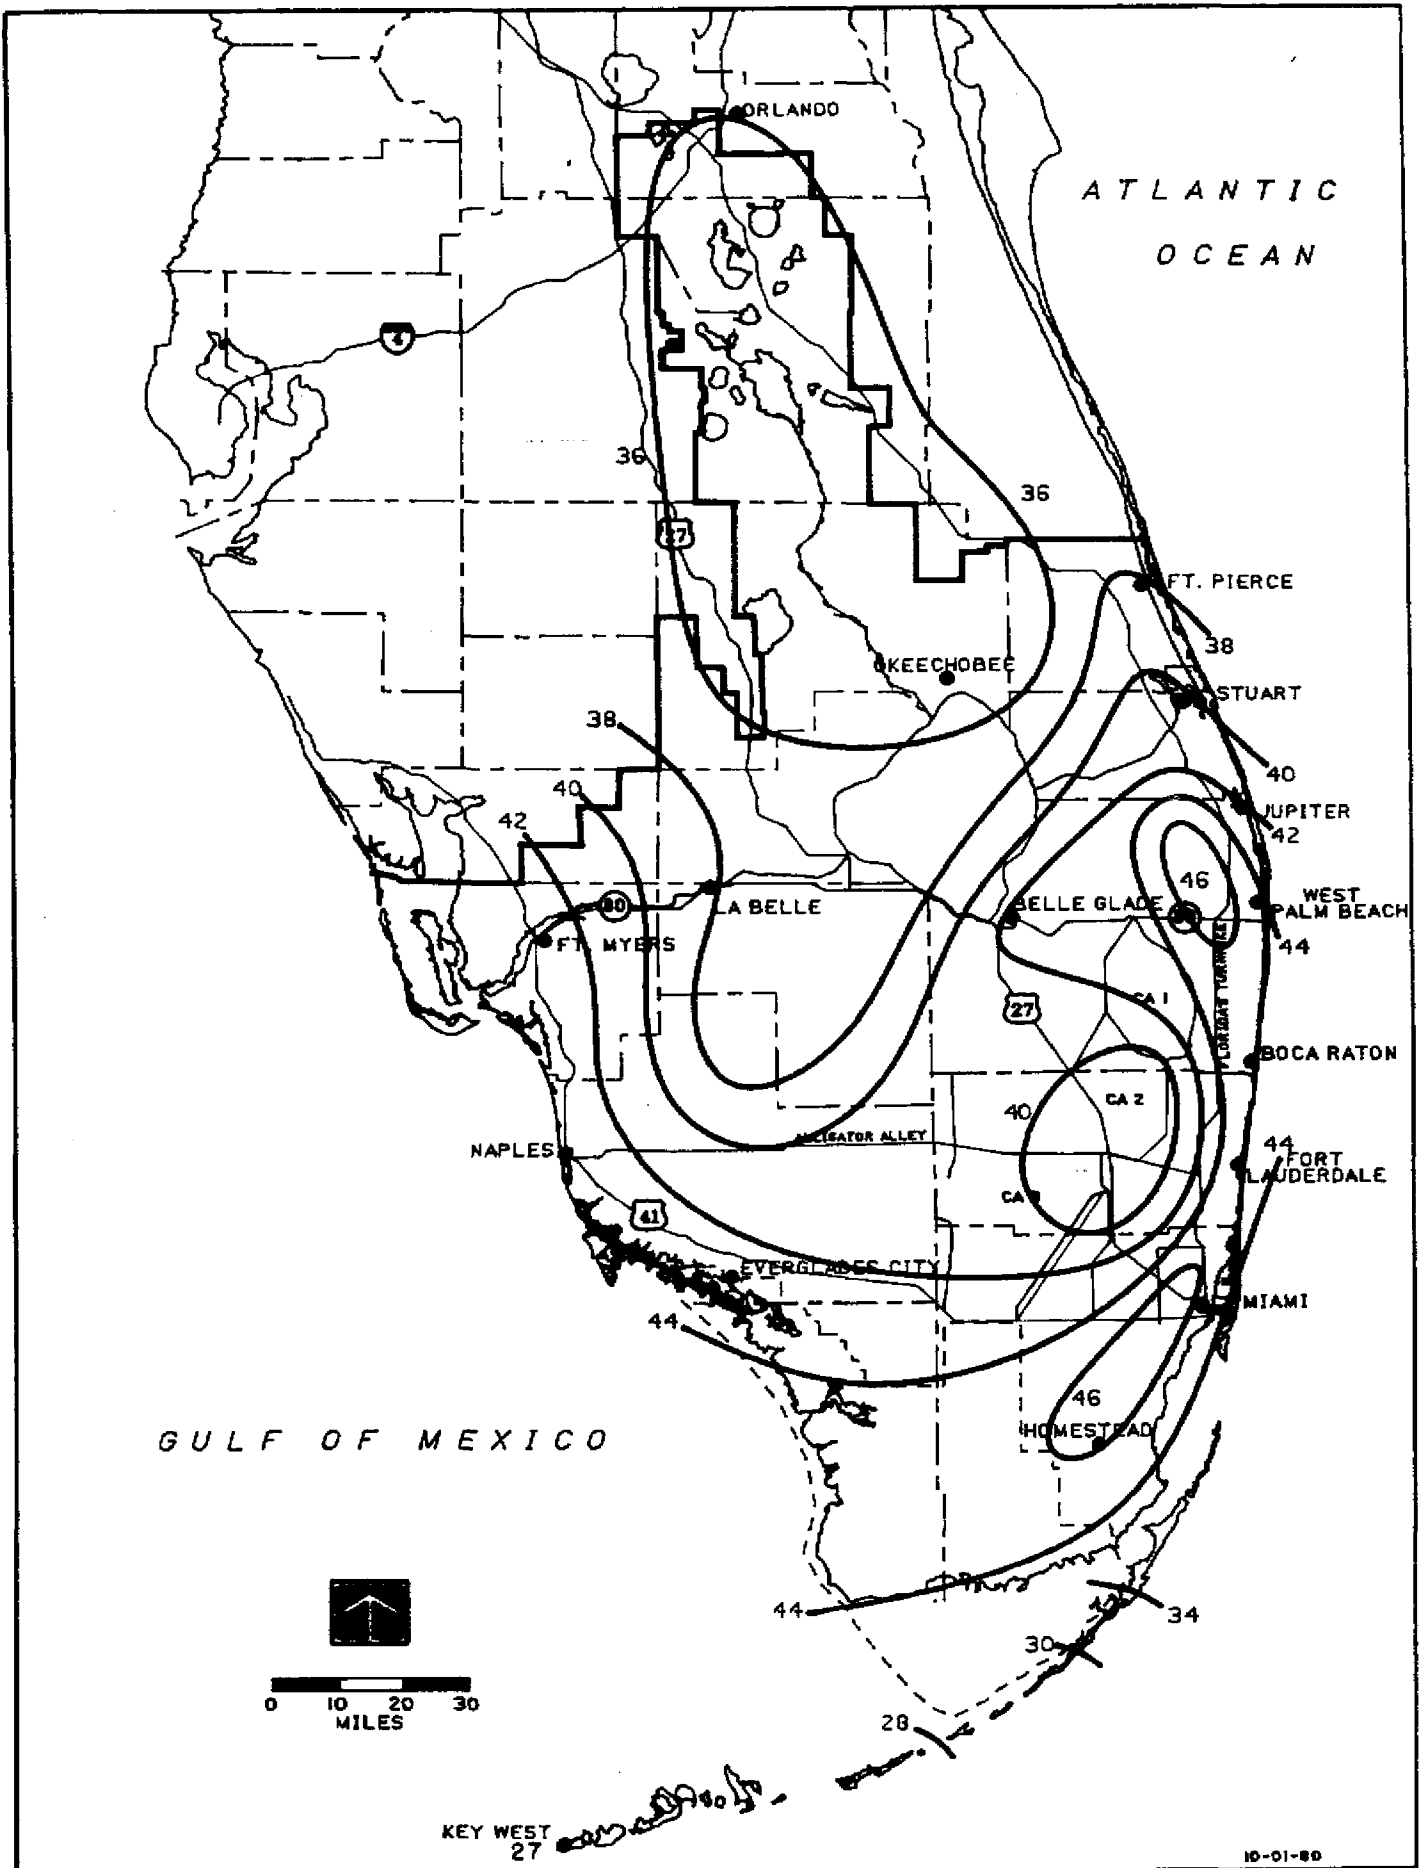 ORLANDO
ATLANTIC
OCEAN
4
36
36
27
FT. PIERCE
38
OKEECHOBEE
STUART
38
40
40
JUPITER
42
42
46
WEST
PALM BEACH
BELLE GLADE
LA BELLE
80
FT. MYERS
44
FLORIDA'S TURNPIKE
CA 1
27
BOCA RATON
CA 2
40
ALLIGATOR ALLEY
NAPLES
44
FORT
LAUDERDALE
CA 3
41
EVERGLADES CITY
MIAMI
44
46
HOMESTEAD
GULF OF MEXICO
44
34
30
0 10 20 30
MILES
28
KEY WEST
27
10-01-80